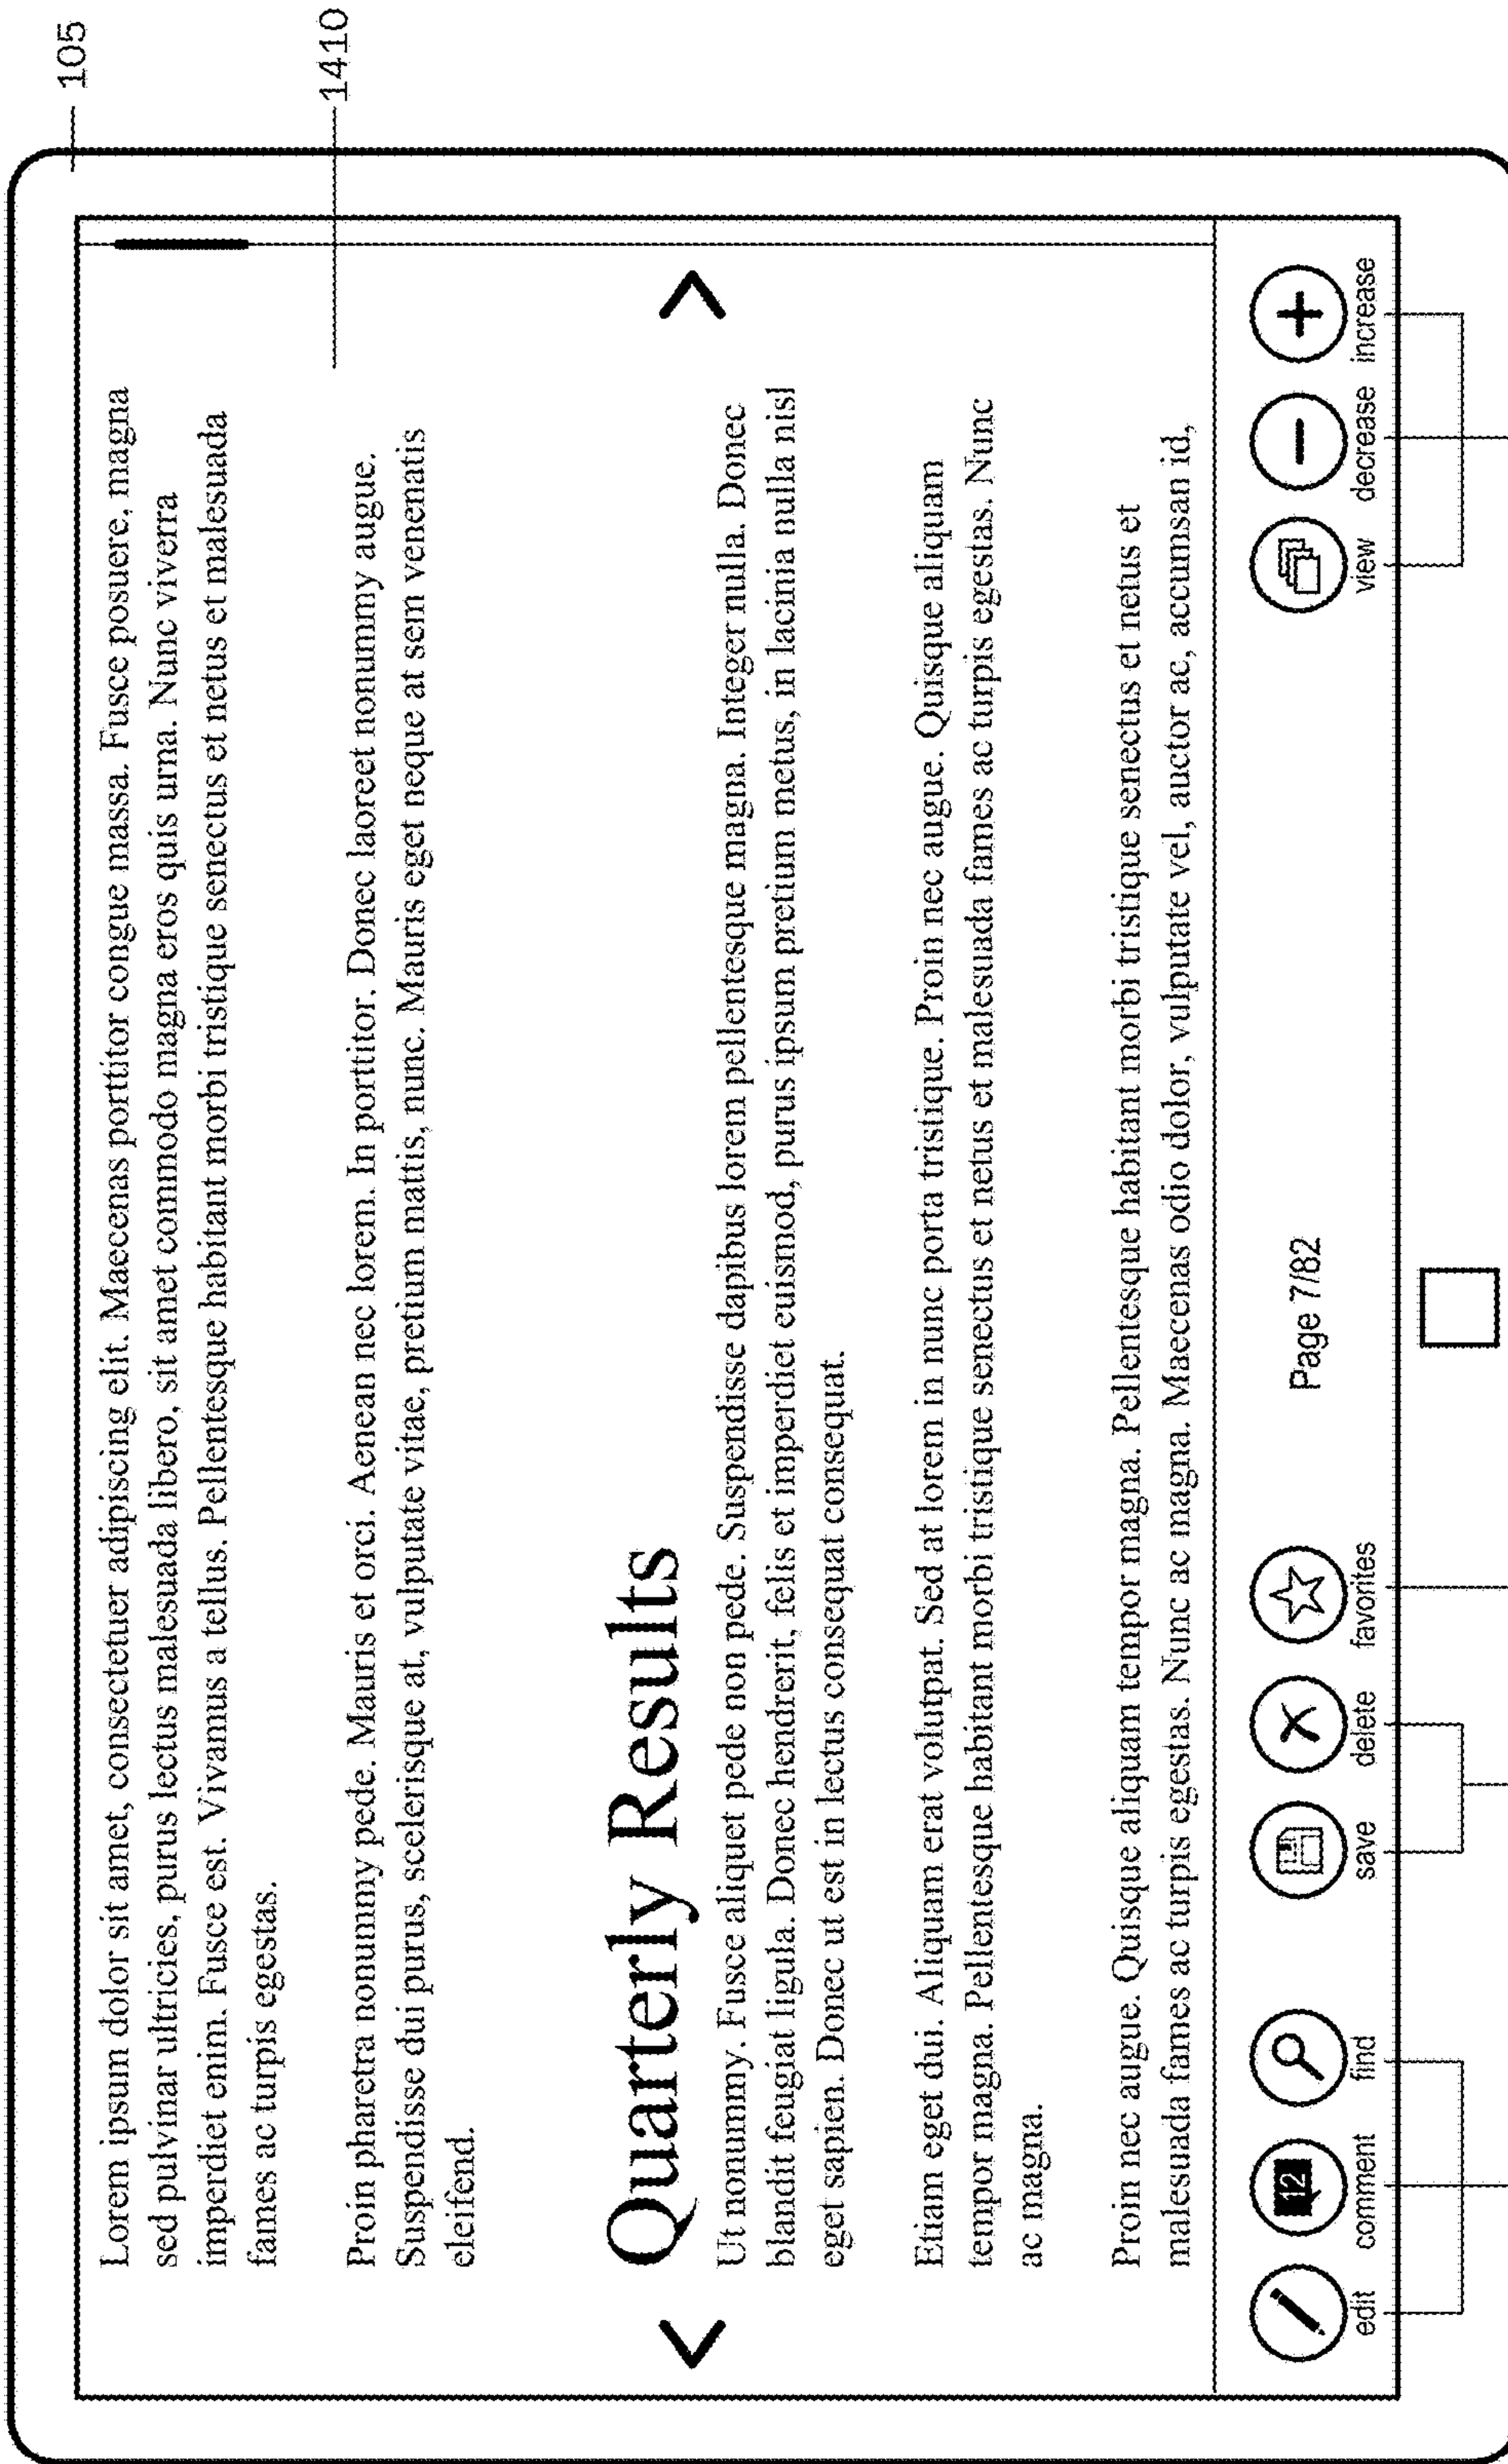 105
1410
Lorem ipsum dolor sit amet, consectetuer adipiscing elit. Maecenas porttitor congue massa. Fusce posuere, magna
sed pulvinar ultricies, purus lectus malesuada libero, sit amet commodo magna eros quis urna. Nunc viverra
imperdiet enim. Fusce est. Vivamus a tellus. Pellentesque habitant morbi tristique senectus et netus et malesuada
fames ac turpis egestas.
Proin pharetra nonummy pede. Mauris et orci. Aenean nec lorem. In porttitor. Donec laoreet nonummy augue.
Suspendisse dui purus, scelerisque at, vulputate vitae, pretium mattis, nunc. Mauris eget neque at sem venenatis
eleifend.
< Quarterly Results >
Ut nonummy. Fusce aliquet pede non pede. Suspendisse dapibus lorem pellentesque magna. Integer nulla. Donec
blandit feugiat ligula. Donec hendrerit, felis et imperdiet euismod, purus ipsum pretium metus, in lacinia nulla nisl
eget sapien. Donec ut est in lectus consequat consequat.
Etiam eget dui. Aliquam erat volutpat. Sed at lorem in nunc porta tristique. Proin nec augue. Quisque aliquam
tempor magna. Pellentesque habitant morbi tristique senectus et netus et malesuada fames ac turpis egestas. Nunc
ac magna.
Proin nec augue. Quisque aliquam tempor magna. Pellentesque habitant morbi tristique senectus et netus et
malesuada fames ac turpis egestas. Nunc ac magna. Maecenas odio dolor, vulputate vel, auctor ac, accumsan id,
12
Page 7/82
edit comment find save delete favorites view decrease increase